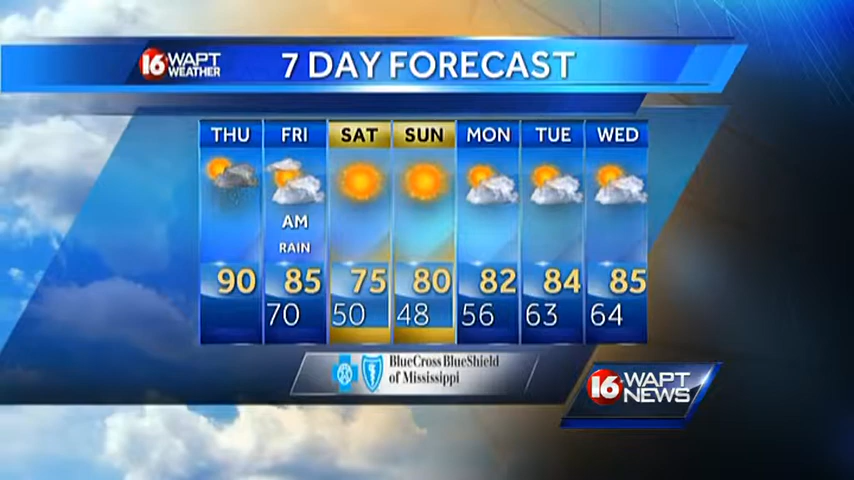 16 WAPT WEATHER
7 DAY FORECAST
THU FRI SAT SUN MON TUE WED
AM
RAIN
90 85 75 80 82 84 85
70 50 48 56 63 64
BlueCross BlueShield
of Mississippi
16 WAPT
NEWS